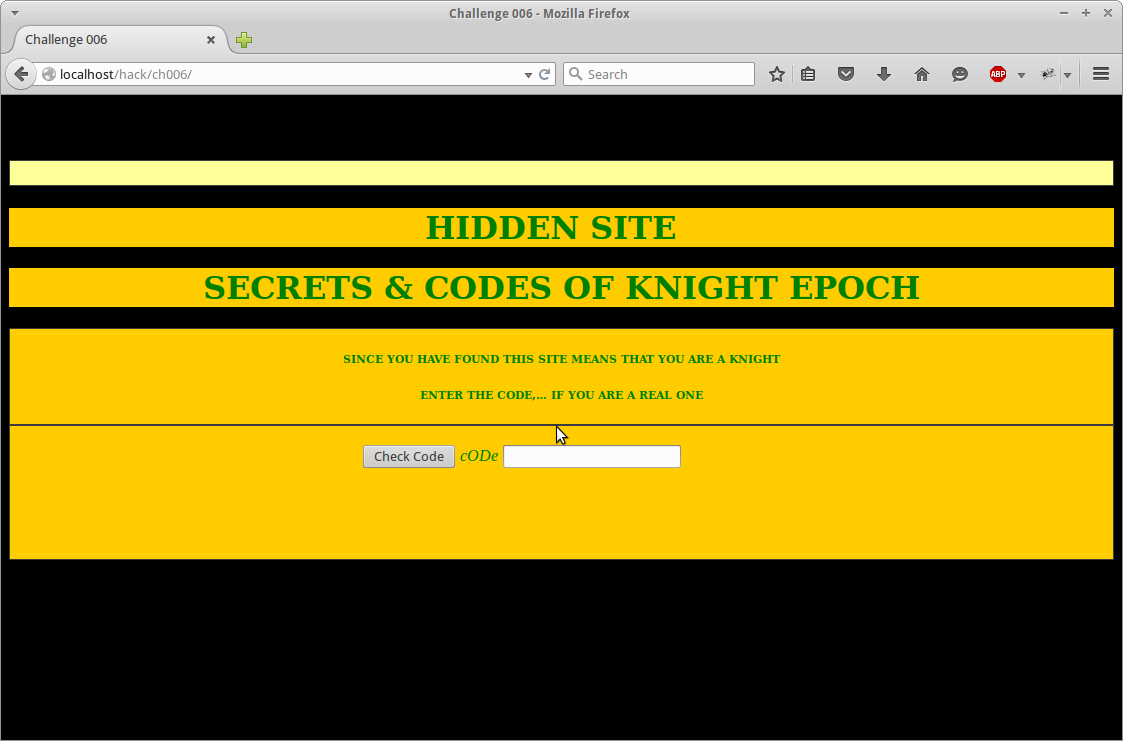 Challenge 006 - Mozilla Firefox
Challenge 006
localhost/hack/ch006/
Search
ABP
HIDDEN SITE
SECRETS & CODES OF KNIGHT EPOCH
SINCE YOU HAVE FOUND THIS SITE MEANS THAT YOU ARE A KNIGHT
ENTER THE CODE,... IF YOU ARE A REAL ONE
Check Code cODe